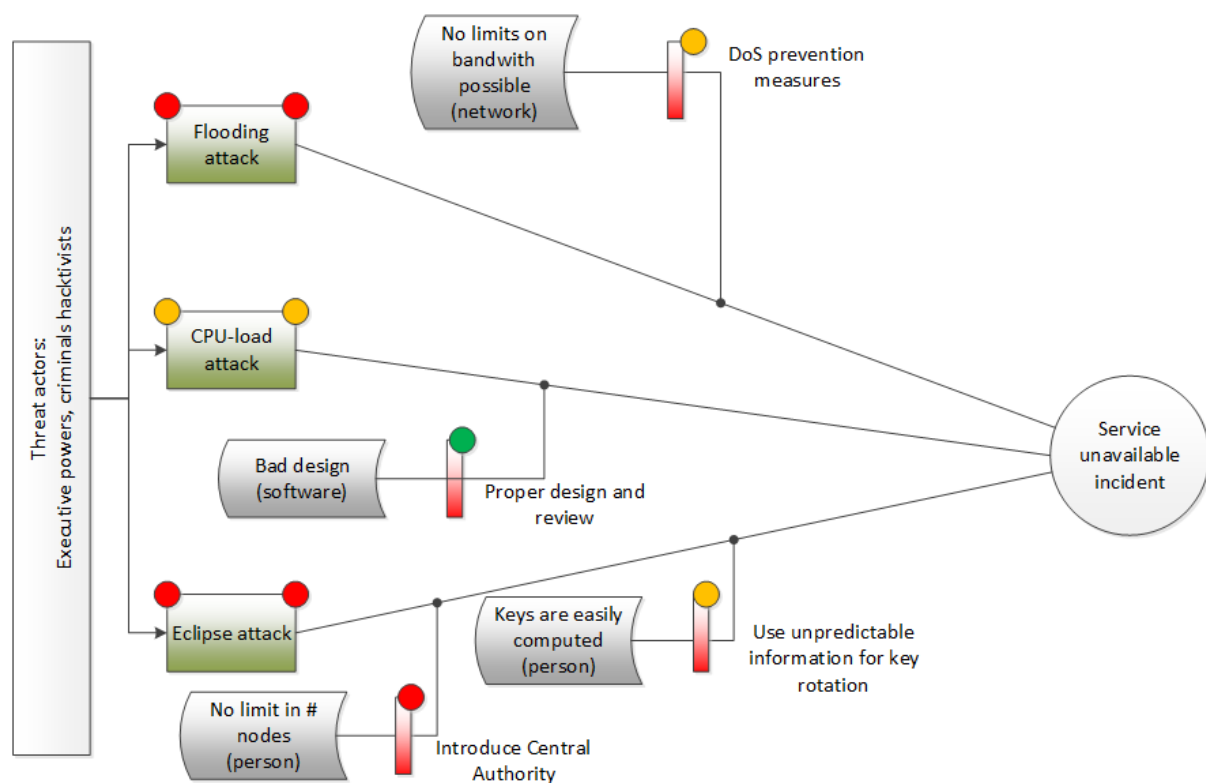 Threat actors:
Executive powers, criminals hacktivists
Flooding
attack
No limits on
bandwith
possible
(network)
DoS prevention
measures
CPU-load
attack
Bad design
(software)
Proper design and
review
Service
unavailable
incident
Eclipse attack
Keys are easily
computed
(person)
Use unpredictable
information for key
rotation
No limit in #
nodes
(person)
Introduce Central
Authority